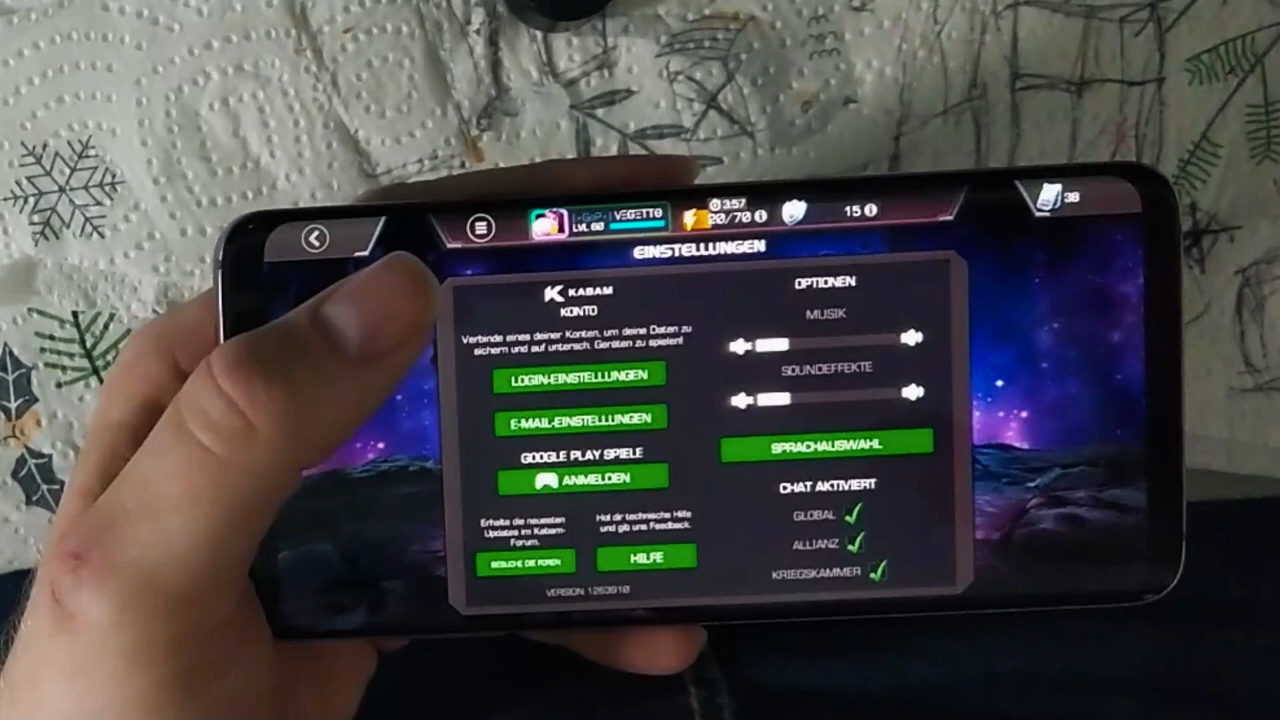 [-GoP-] VEGETT0
LVL 60
3:57
20/70
15
38
EINSTELLUNGEN
KABAM
KONTO
Verbinde eines deiner Konten, um deine Daten zu
sichern und auf untersch. Geräten zu spielen!
LOGIN-EINSTELLUNGEN
E-MAIL-EINSTELLUNGEN
GOOGLE PLAY SPIELE
ANMELDEN
Erhalte die neuesten
Updates im Kabam-
Forum.
BESUCHE DIE FOREN
Hol dir technische Hilfe
und gib uns Feedback.
HILFE
VERSION 1263910
OPTIONEN
MUSIK
SOUNDEFFEKTE
SPRACHAUSWAHL
CHAT AKTIVIERT
GLOBAL
ALLIANZ
KRIEGSKAMMER